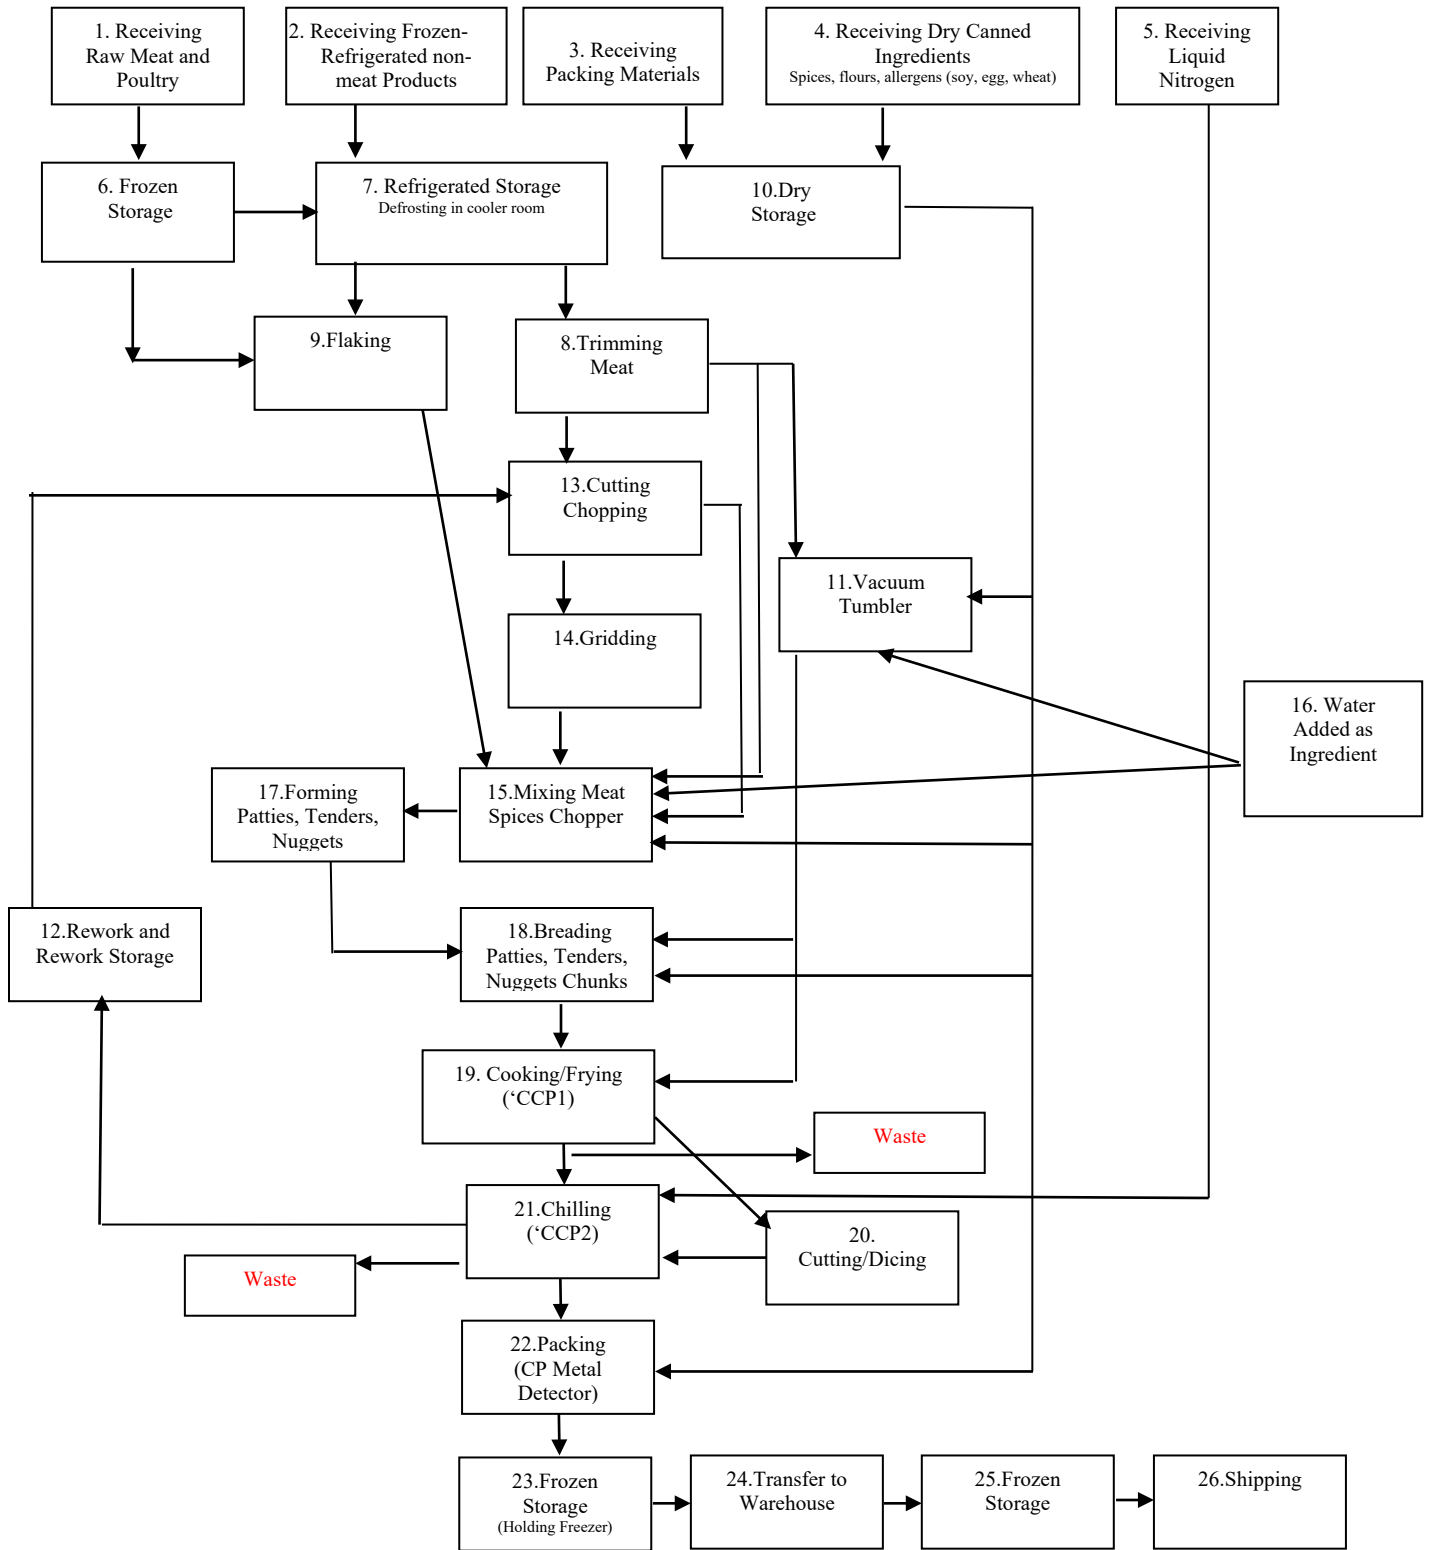 1. Receiving
Raw Meat and
Poultry
2. Receiving Frozen-
Refrigerated non-
meat Products
3. Receiving
Packing Materials
4. Receiving Dry Canned
Ingredients
Spices, flours, allergens (soy, egg, wheat)
5. Receiving
Liquid
Nitrogen
6. Frozen
Storage
7. Refrigerated Storage
Defrosting in cooler room
10.Dry
Storage
9.Flaking
8.Trimming
Meat
13.Cutting
Chopping
11.Vacuum
Tumbler
14.Gridding
16. Water
Added as
Ingredient
17.Forming
Patties, Tenders,
Nuggets
15.Mixing Meat
Spices Chopper
12.Rework and
Rework Storage
18.Breading
Patties, Tenders,
Nuggets Chunks
19. Cooking/Frying
(‘CCP1)
Waste
21.Chilling
(‘CCP2)
20.
Cutting/Dicing
Waste
22.Packing
(CP Metal
Detector)
23.Frozen
Storage
(Holding Freezer)
24.Transfer to
Warehouse
25.Frozen
Storage
26.Shipping